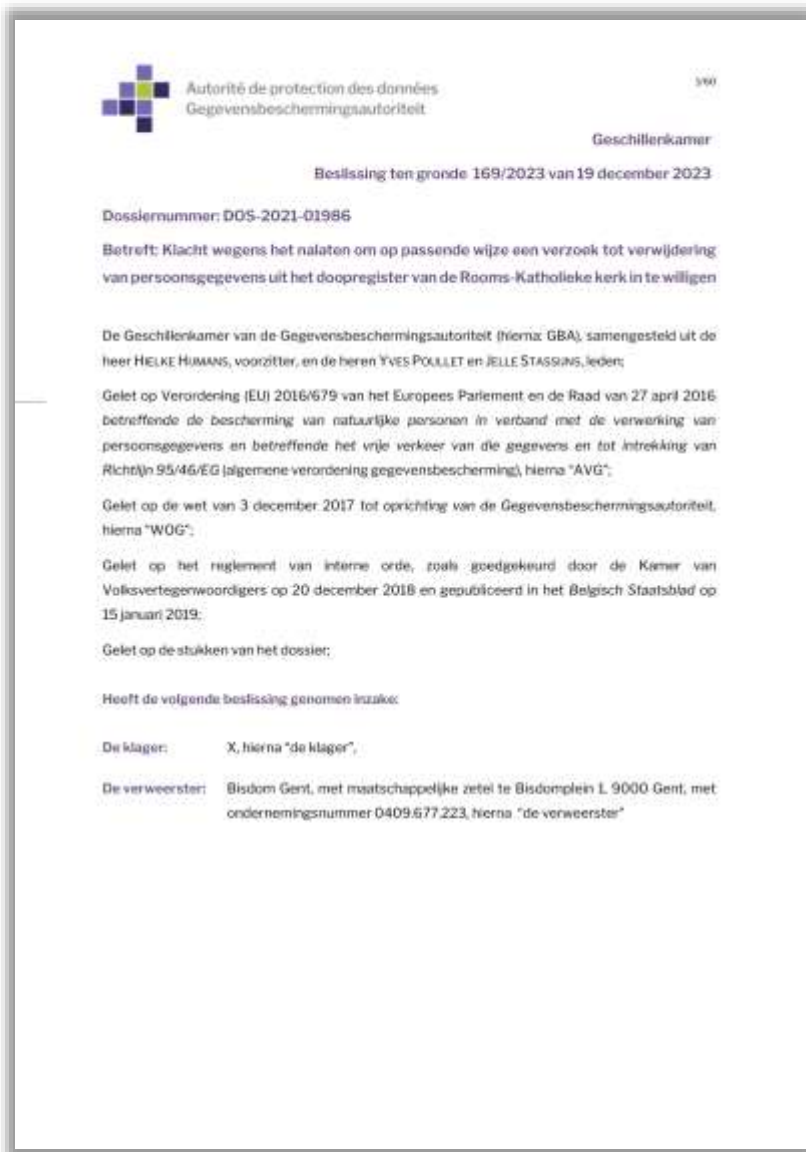 Autorité de protection des données
Gegevensbeschermingsautoriteit
1/60
Geschillenkamer
Beslissing ten gronde 169/2023 van 19 december 2023
Dossiernummer: DOS-2021-01986
Betreft: Klacht wegens het nalaten om op passende wijze een verzoek tot verwijdering
van persoonsgegevens uit het doopregister van de Rooms-Katholieke kerk in te willigen
De Geschillenkamer van de Gegevensbeschermingsautoriteit (hierna: GBA), samengesteld uit de
heer HIELKE HIJMANS, voorzitter, en de heren YVES POULLET en JELLE STASSIJNS, leden;
Gelet op Verordening (EU) 2016/679 van het Europees Parlement en de Raad van 27 april 2016
betreffende de bescherming van natuurlijke personen in verband met de verwerking van
persoonsgegevens en betreffende het vrije verkeer van die gegevens en tot intrekking van
Richtlijn 95/46/EG (algemene verordening gegevensbescherming), hierna "AVG";
Gelet op de wet van 3 december 2017 tot oprichting van de Gegevensbeschermingsautoriteit,
hierna "WOG";
Gelet op het reglement van interne orde, zoals goedgekeurd door de Kamer van
Volksvertegenwoordigers op 20 december 2018 en gepubliceerd in het Belgisch Staatsblad op
15 januari 2019;
Gelet op de stukken van het dossier;
Heeft de volgende beslissing genomen inzake:
De klager: X, hierna "de klager",
De verweerster: Bisdom Gent, met maatschappelijke zetel te Bisdomplein 1, 9000 Gent, met
ondernemingsnummer 0409.677.223, hierna "de verweerster"